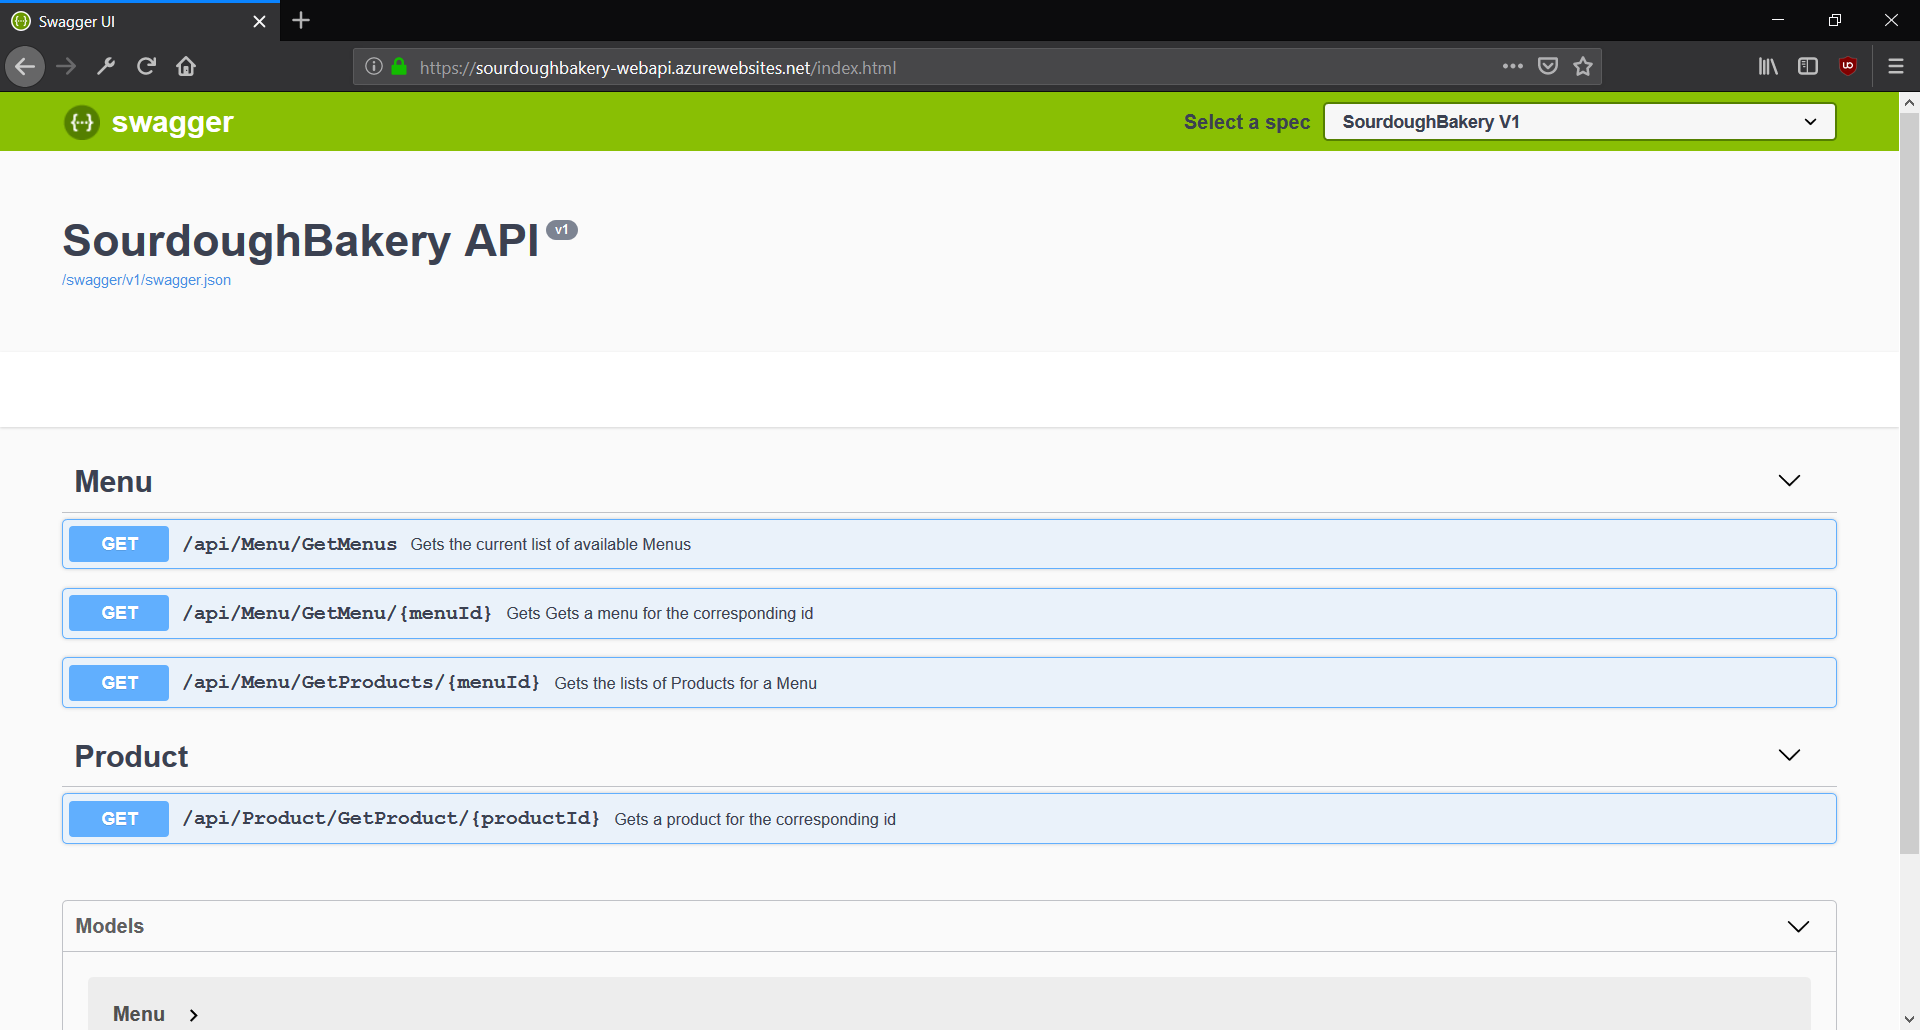 Swagger UI
https://sourdoughbakery-webapi.azurewebsites.net/index.html
{···} swagger
Select a spec
SourdoughBakery V1
SourdoughBakery API v1
/swagger/v1/swagger.json
Menu
GET /api/Menu/GetMenus Gets the current list of available Menus
GET /api/Menu/GetMenu/{menuId} Gets Gets a menu for the corresponding id
GET /api/Menu/GetProducts/{menuId} Gets the lists of Products for a Menu
Product
GET /api/Product/GetProduct/{productId} Gets a product for the corresponding id
Models
Menu